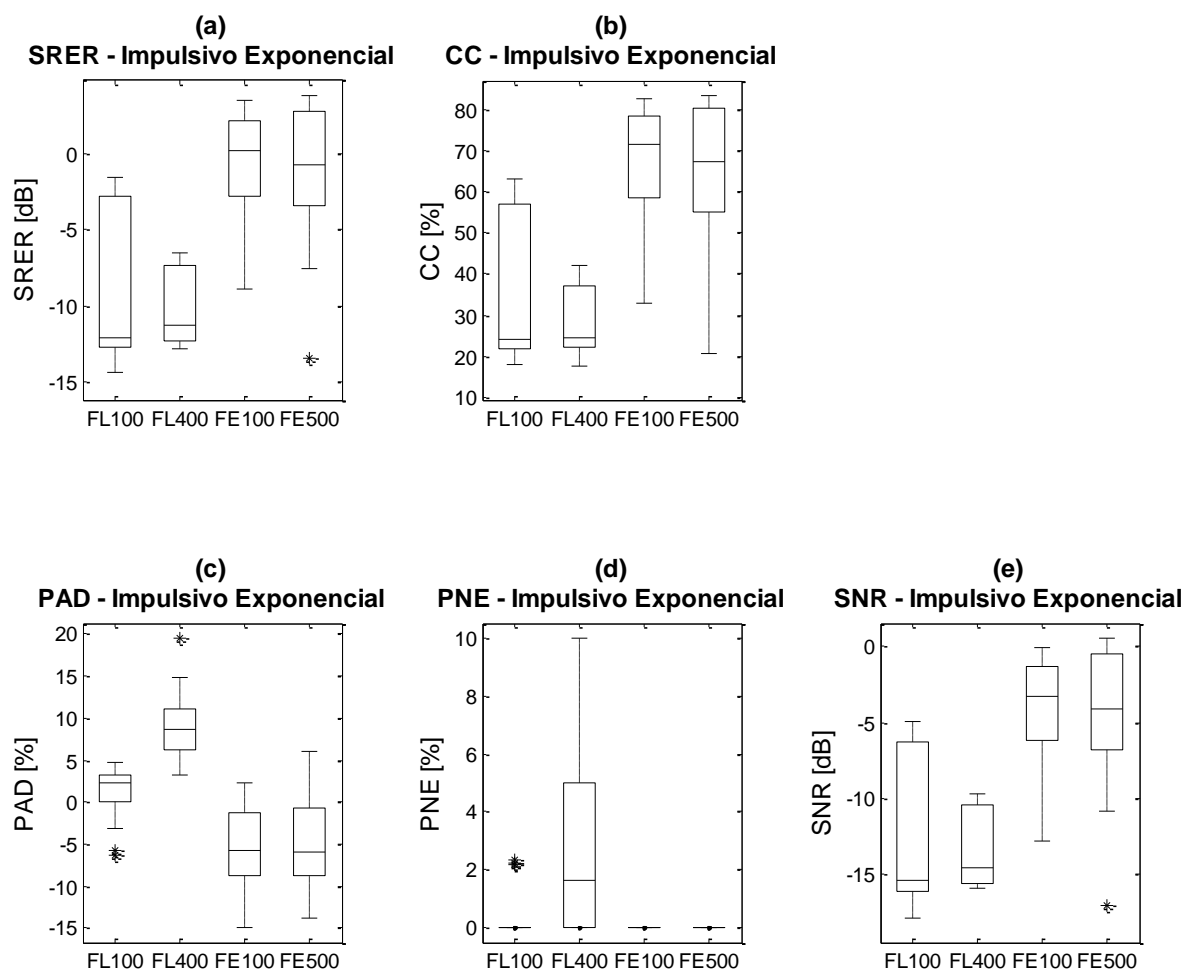 (a)
SRER - Impulsivo Exponencial
SRER [dB]
0
-5
-10
-15
FL100 FL400 FE100 FE500
(b)
CC - Impulsivo Exponencial
CC [%]
80
70
60
50
40
30
20
10
FL100 FL400 FE100 FE500
(c)
PAD - Impulsivo Exponencial
PAD [%]
20
15
10
5
0
-5
-10
-15
FL100 FL400 FE100 FE500
(d)
PNE - Impulsivo Exponencial
PNE [%]
10
8
6
4
2
0
FL100 FL400 FE100 FE500
(e)
SNR - Impulsivo Exponencial
SNR [dB]
0
-5
-10
-15
FL100 FL400 FE100 FE500